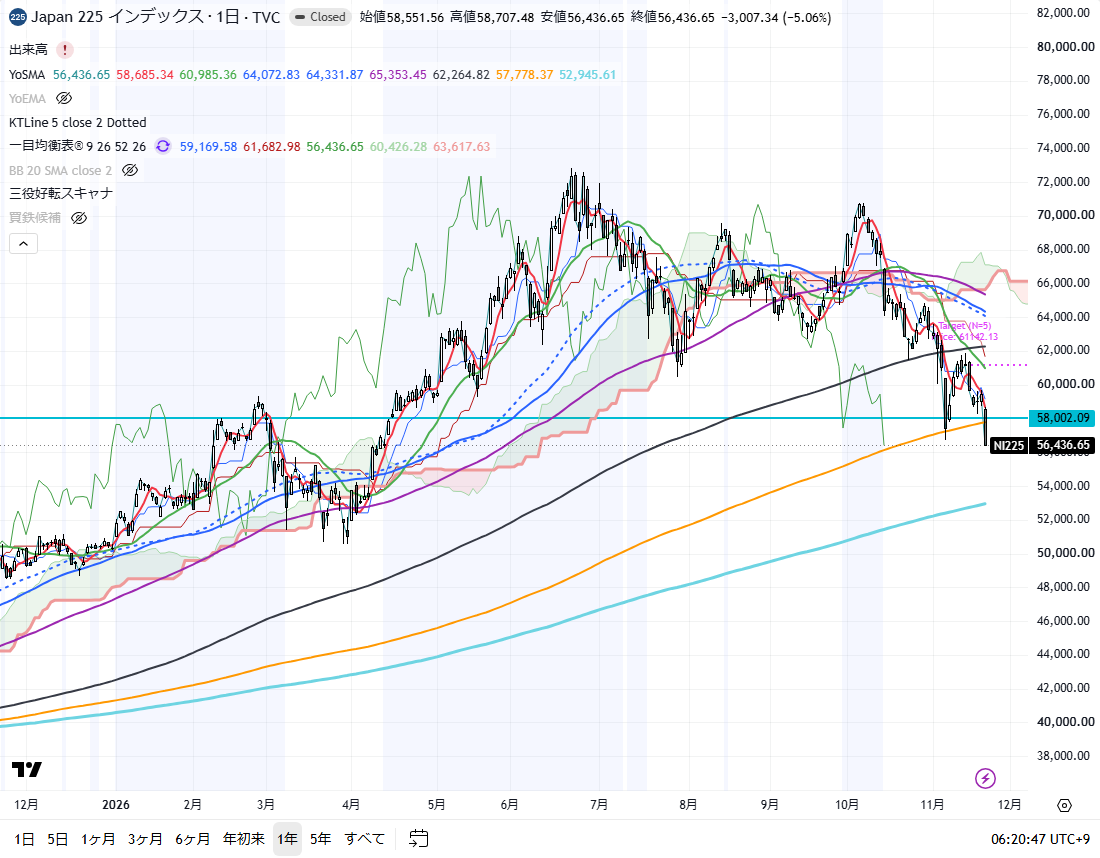 225 Japan 225 インデックス · 1日 · TVC Closed 始値58,551.56 高値58,707.48 安値56,436.65 終値56,436.65 −3,007.34 (−5.06%)
出来高 !
YoSMA 56,436.65 58,685.34 60,985.36 64,072.83 64,331.87 65,353.45 62,264.82 57,778.37 52,945.61
YoEMA
KTLine 5 close 2 Dotted
一目均衡表® 9 26 52 26 59,169.58 61,682.98 56,436.65 60,426.28 63,617.63
BB 20 SMA close 2
三役好転スキャナ
買鉄候補
82,000.00
80,000.00
78,000.00
76,000.00
74,000.00
72,000.00
70,000.00
68,000.00
66,000.00
64,000.00
Target (N=5)
61142.13
62,000.00
60,000.00
58,002.09
NI225 56,436.65
54,000.00
52,000.00
50,000.00
48,000.00
46,000.00
44,000.00
42,000.00
40,000.00
38,000.00
12月 2026 2月 3月 4月 5月 6月 7月 8月 9月 10月 11月 12月
1日 5日 1ヶ月 3ヶ月 6ヶ月 年初来 1年 5年 すべて 06:20:47 UTC+9